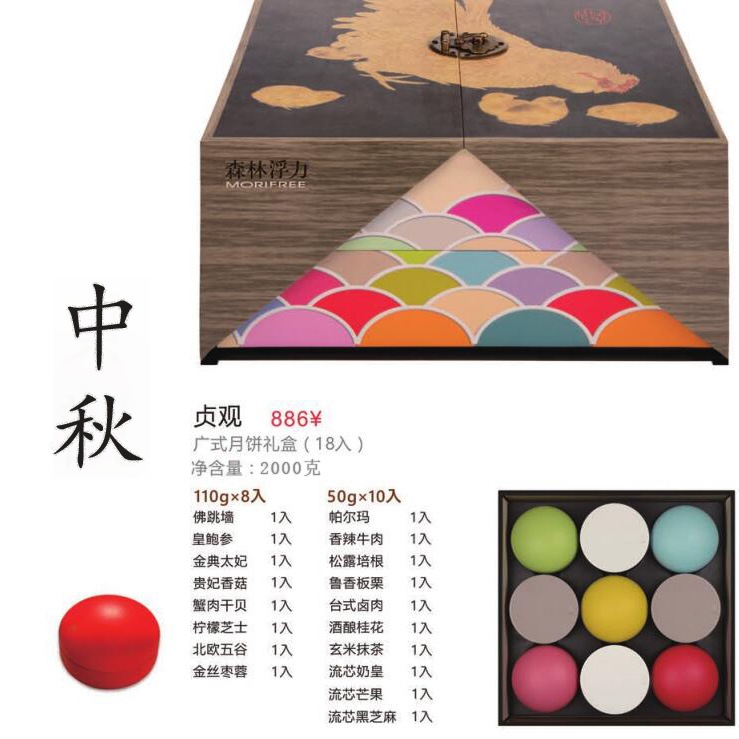 森林浮力
MORIFREE
中
秋
贞观 886¥
广式月饼礼盒（18入）
净含量：2000克
110g×8入 50g×10入
佛跳墙 1入 帕尔玛 1入
皇鲍参 1入 香辣牛肉 1入
金典太妃 1入 松露培根 1入
贵妃香菇 1入 鲁香板栗 1入
蟹肉干贝 1入 台式卤肉 1入
柠檬芝士 1入 酒酿桂花 1入
北欧五谷 1入 玄米抹茶 1入
金丝枣蓉 1入 流芯奶皇 1入
流芯芒果 1入
流芯黑芝麻 1入